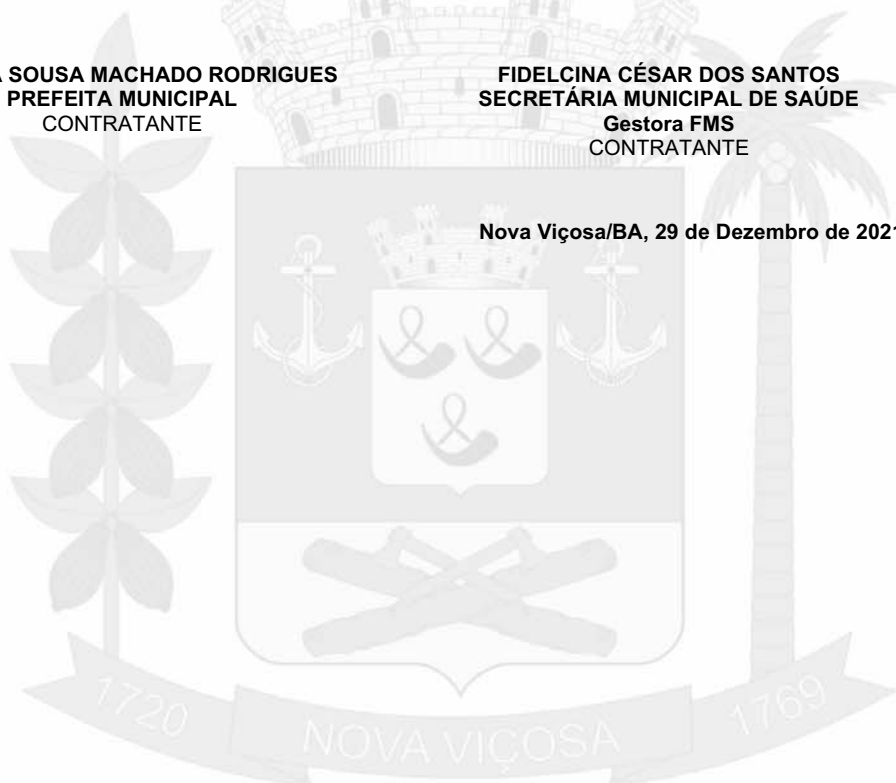 SOUSA MACHADO RODRIGUES
PREFEITA MUNICIPAL
CONTRATANTE
FIDELCINA CÉSAR DOS SANTOS
SECRETÁRIA MUNICIPAL DE SAÚDE
Gestora FMS
CONTRATANTE
Nova Viçosa/BA, 29 de Dezembro de 2021
1720
NOVA VIÇOSA
1769